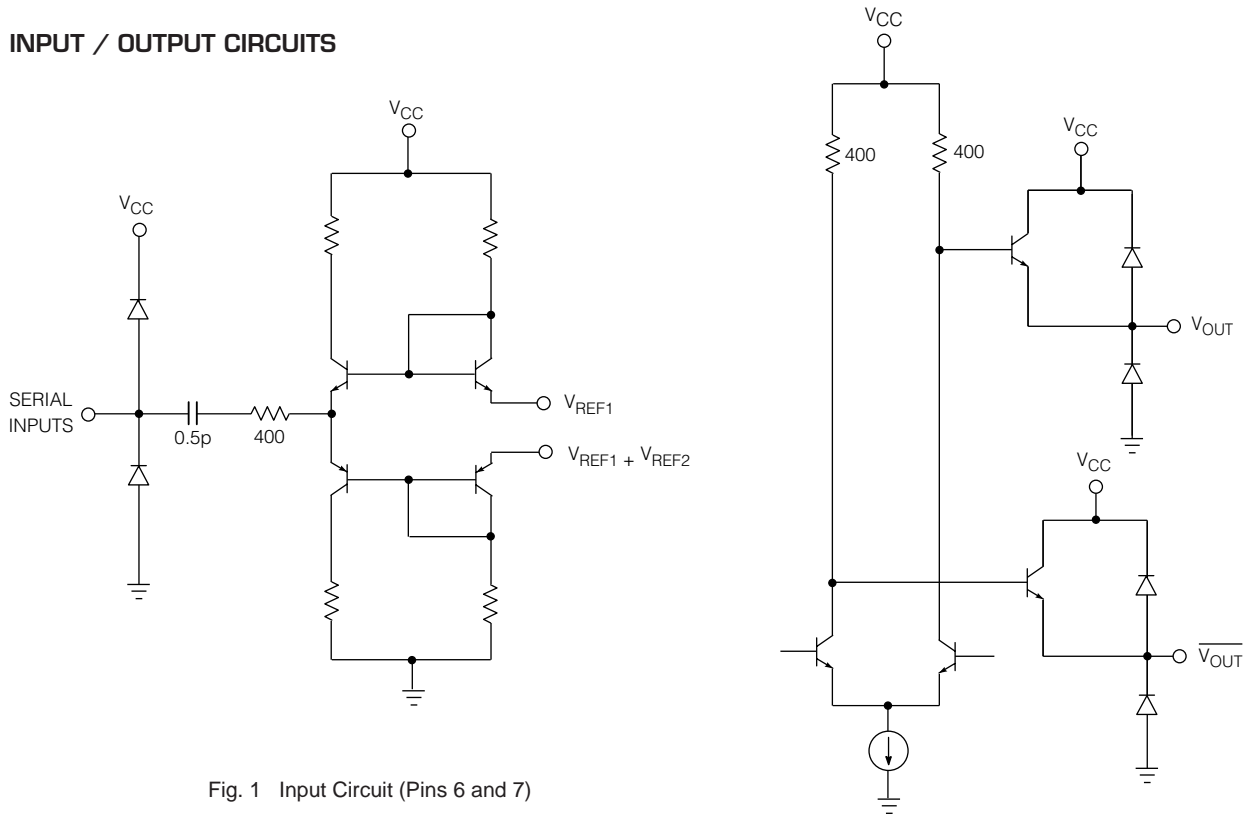 INPUT / OUTPUT CIRCUITS
VCC
VCC
SERIAL
INPUTS
0.5p
400
VREF1
VREF1 + VREF2
Fig. 1 Input Circuit (Pins 6 and 7)
VCC
400
400
VCC
VOUT
VCC
VOUT